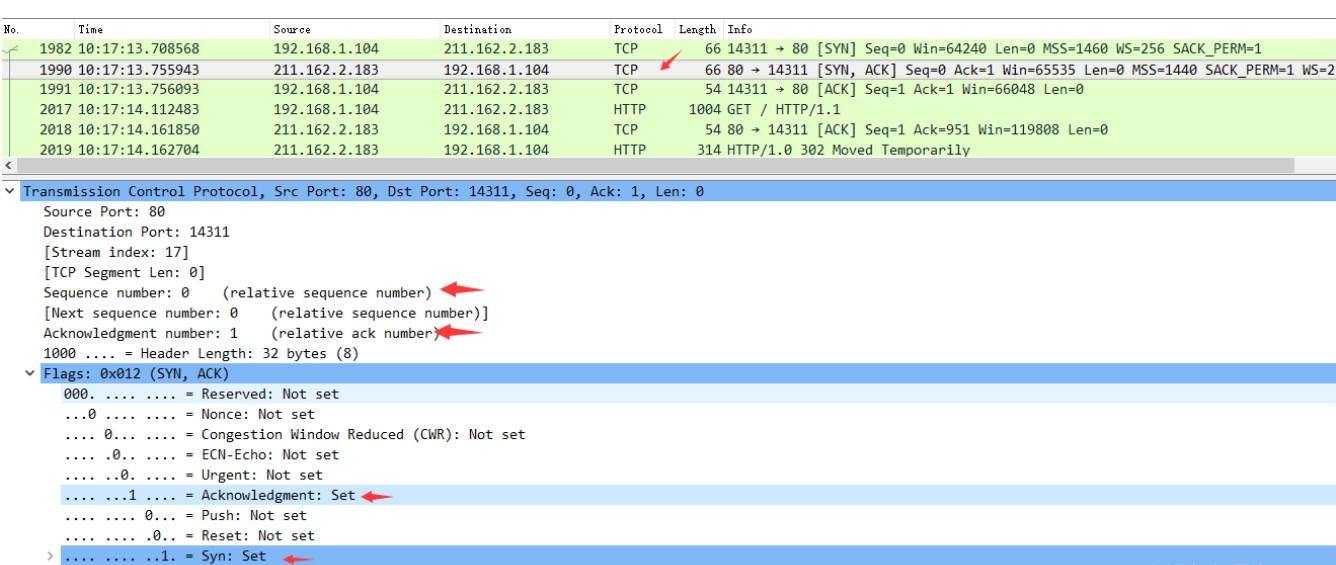 No. Time Source Destination Protocol Length Info
1982 10:17:13.708568 192.168.1.104 211.162.2.183 TCP 66 14311 → 80 [SYN] Seq=0 Win=64240 Len=0 MSS=1460 WS=256 SACK_PERM=1
1990 10:17:13.755943 211.162.2.183 192.168.1.104 TCP 66 80 → 14311 [SYN, ACK] Seq=0 Ack=1 Win=65535 Len=0 MSS=1440 SACK_PERM=1 WS=2
1991 10:17:13.756093 192.168.1.104 211.162.2.183 TCP 54 14311 → 80 [ACK] Seq=1 Ack=1 Win=66048 Len=0
2017 10:17:14.112483 192.168.1.104 211.162.2.183 HTTP 1004 GET / HTTP/1.1
2018 10:17:14.161850 211.162.2.183 192.168.1.104 TCP 54 80 → 14311 [ACK] Seq=1 Ack=951 Win=119808 Len=0
2019 10:17:14.162704 211.162.2.183 192.168.1.104 HTTP 314 HTTP/1.0 302 Moved Temporarily
Transmission Control Protocol, Src Port: 80, Dst Port: 14311, Seq: 0, Ack: 1, Len: 0
Source Port: 80
Destination Port: 14311
[Stream index: 17]
[TCP Segment Len: 0]
Sequence number: 0 (relative sequence number)
[Next sequence number: 0 (relative sequence number)]
Acknowledgment number: 1 (relative ack number)
1000 .... = Header Length: 32 bytes (8)
Flags: 0x012 (SYN, ACK)
000. .... .... = Reserved: Not set
...0 .... .... = Nonce: Not set
.... 0... .... = Congestion Window Reduced (CWR): Not set
.... .0.. .... = ECN-Echo: Not set
.... ..0. .... = Urgent: Not set
.... ...1 .... = Acknowledgment: Set
.... .... 0... = Push: Not set
.... .... .0.. = Reset: Not set
.... .... ..1. = Syn: Set